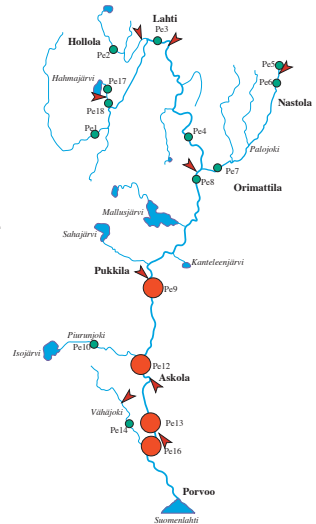 Lahti
Pe3
Hollola
Pe2
Pe5
Hahmajärvi
Pe17
Pe6
Nastola
Pe18
Pe1
Pe4
Palojoki
Pe7
Pe8
Orimattila
Mallusjärvi
Sahajärvi
Kanteleenjärvi
Pukkila
Pe9
Piurunjoki
Pe10
Isojärvi
Pe12
Askola
Vähäjoki
Pe13
Pe14
Pe16
Porvoo
Suomenlahti